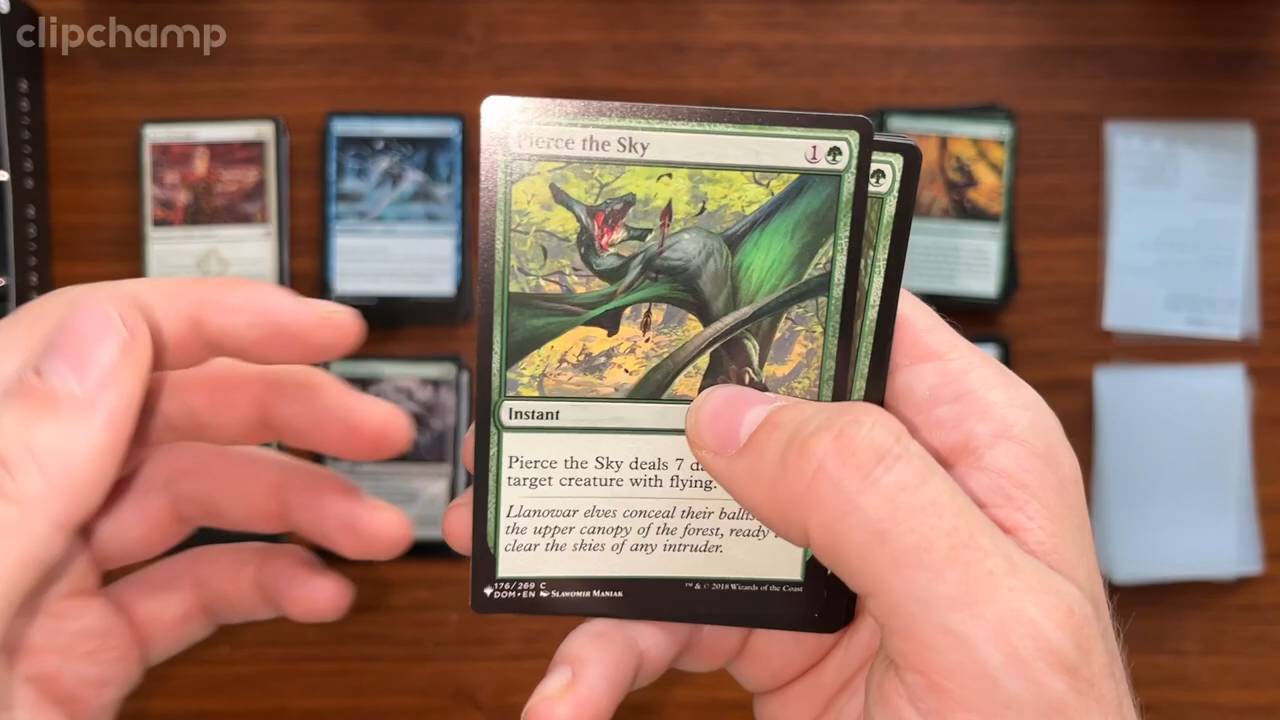 clipchamp
Pierce the Sky 1
Instant
Pierce the Sky deals 7
target creature with flying.
Llanowar elves conceal their
the upper canopy of the forest, ready
clear the skies of any intruder.
176/269 C
DOM • EN SLAWOMIR MANIAK
™ & © 2018 Wizards of the Coast